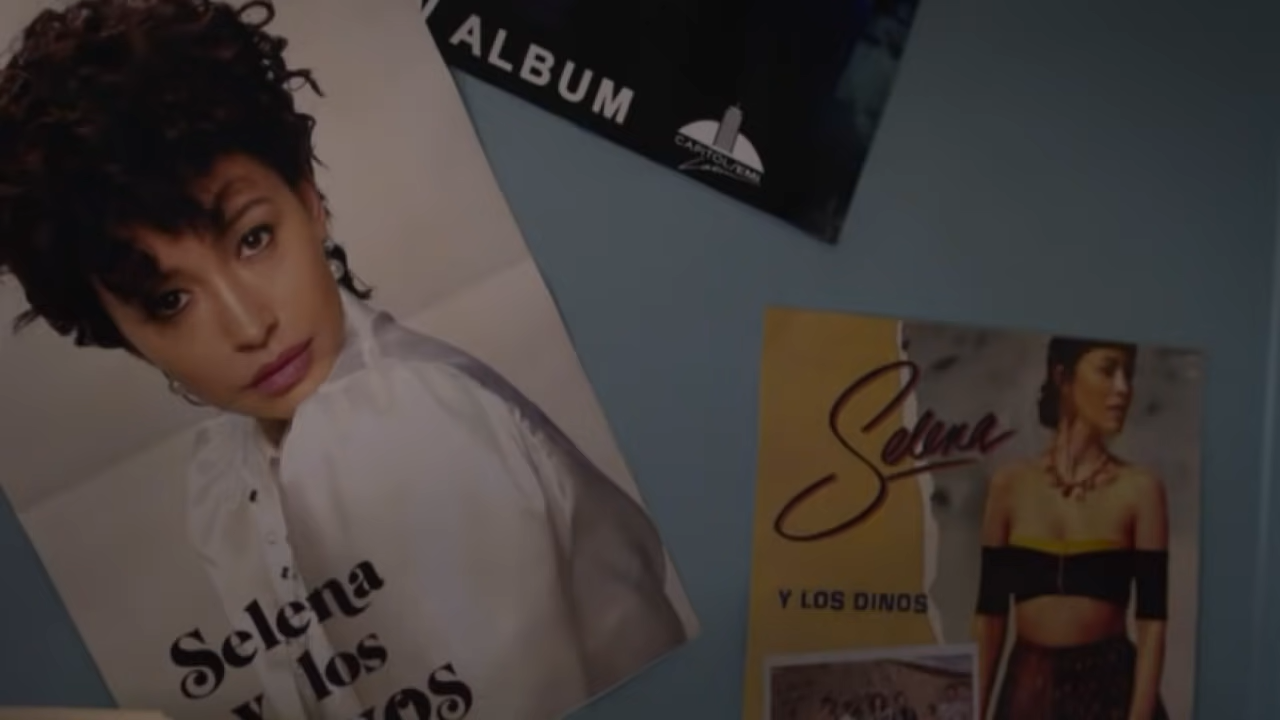 ALBUM
CAPITOL/EMI
Selena
Y LOS DINOS
Selena
y los